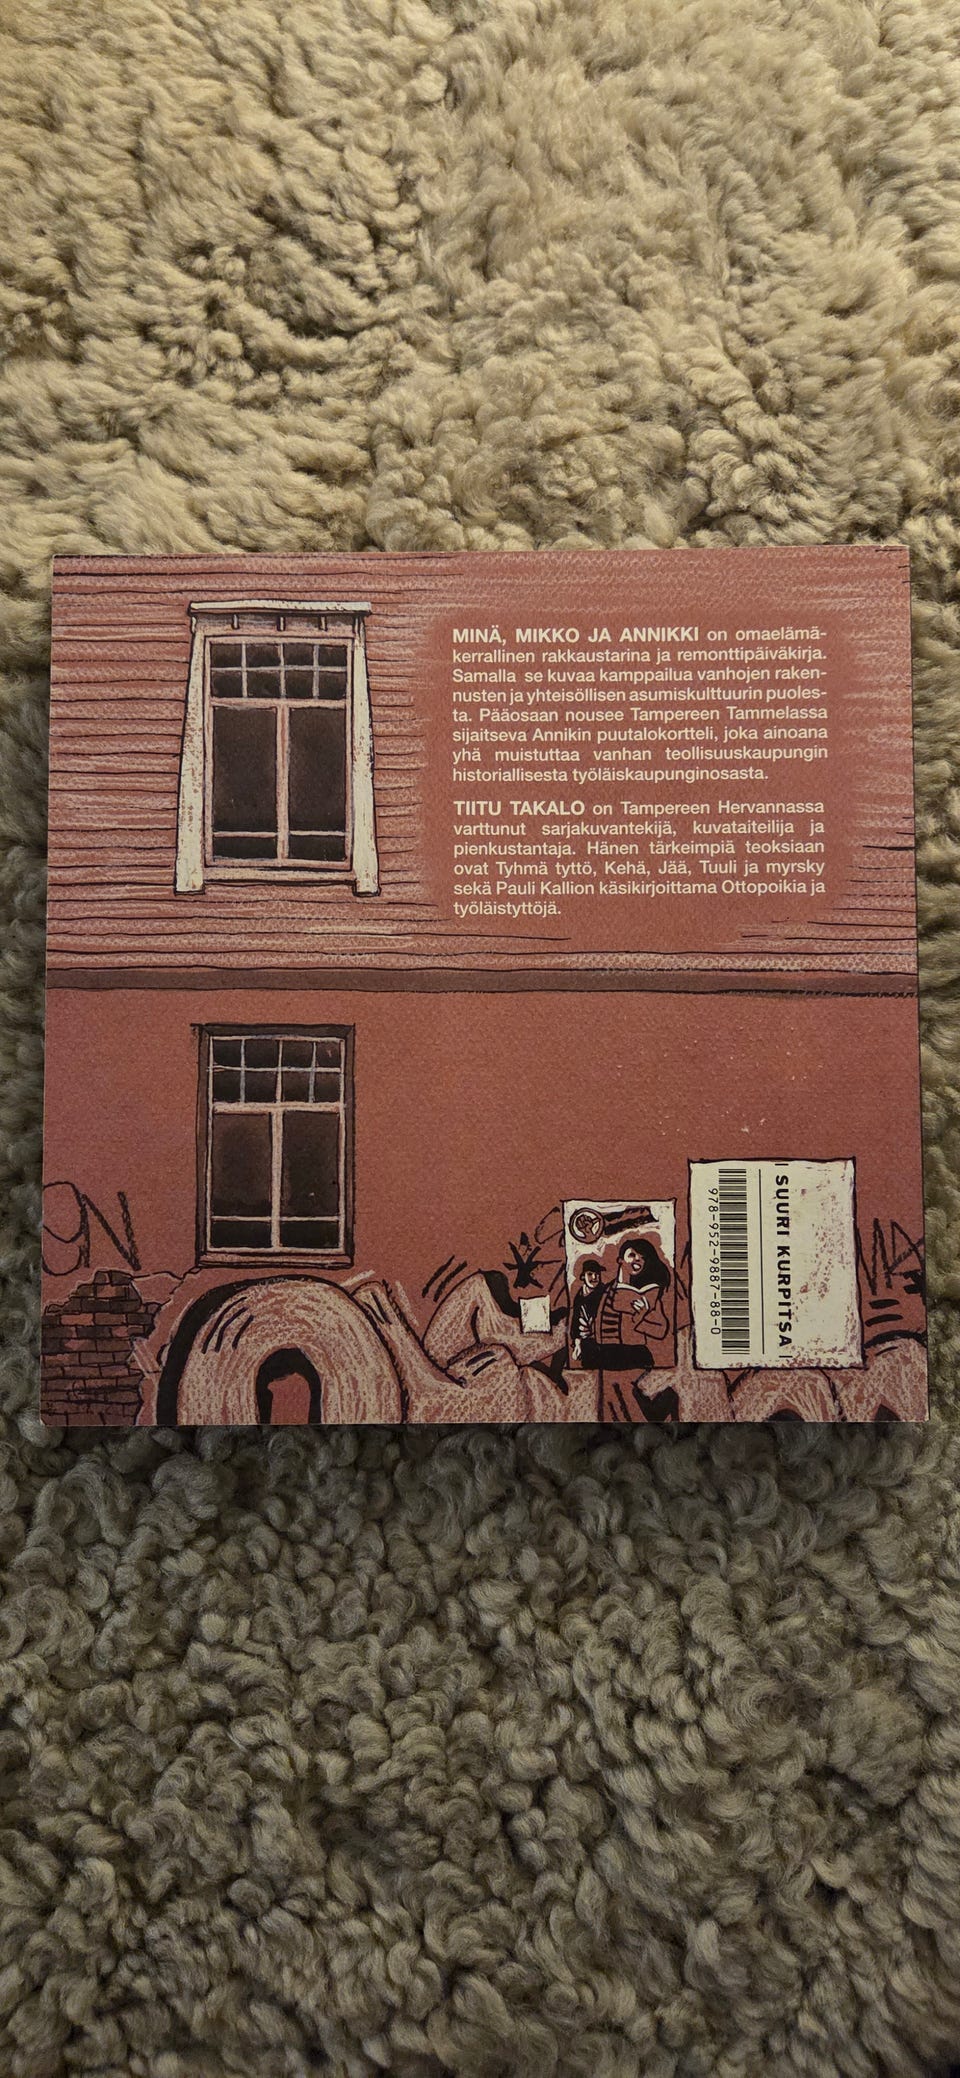 MINÄ, MIKKO JA ANNIKKI on omaelämä-
kerrallinen rakkaustarina ja remonttipäiväkirja.
Samalla se kuvaa kamppailua vanhojen raken-
nusten ja yhteisöllisen asumiskulttuurin puoles-
ta. Pääosaan nousee Tampereen Tammelassa
sijaitseva Annikin puutalokortteli, joka ainoana
yhä muistuttaa vanhan teollisuuskaupungin
historiallisesta työläiskaupunginosasta.
TIITU TAKALO on Tampereen Hervannassa
varttunut sarjakuvantekijä, kuvataiteilija ja
pienkustantaja. Hänen tärkeimpiä teoksiaan
ovat Tyhmä tyttö, Kehä, Jää, Tuuli ja myrsky
sekä Pauli Kallion käsikirjoittama Ottopoikia ja
työläistyttöjä.
SUURI KURPITSA
978-952-9887-88-0